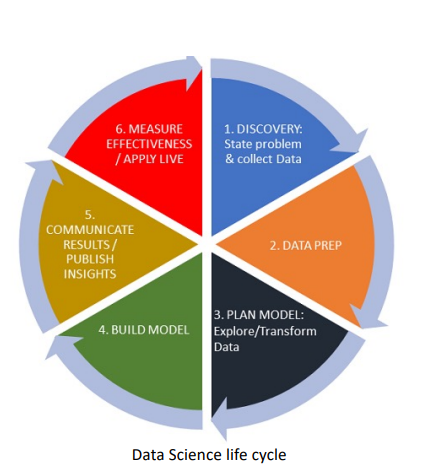 1. DISCOVERY:
State problem
& collect Data
2. DATA PREP
3. PLAN MODEL:
Explore/Transform
Data
4. BUILD MODEL
5.
COMMUNICATE
RESULTS /
PUBLISH
INSIGHTS
6. MEASURE
EFFECTIVENESS
/ APPLY LIVE
Data Science life cycle